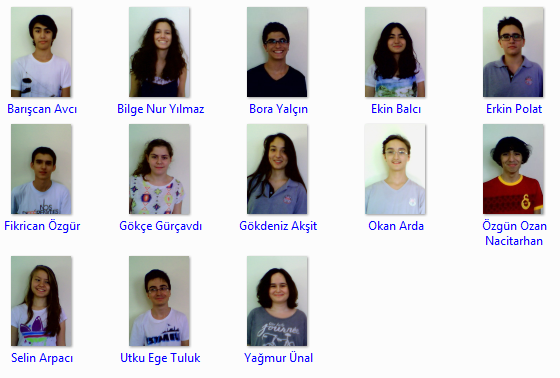 Barışcan Avcı
Bilge Nur Yılmaz
Bora Yalçın
Ekin Balcı
Erkin Polat
Fikrican Özgür
Gökçe Gürçavdı
Gökdeniz Akşit
Okan Arda
Özgün Ozan
Nacitarhan
Selin Arpacı
Utku Ege Tuluk
Yağmur Ünal